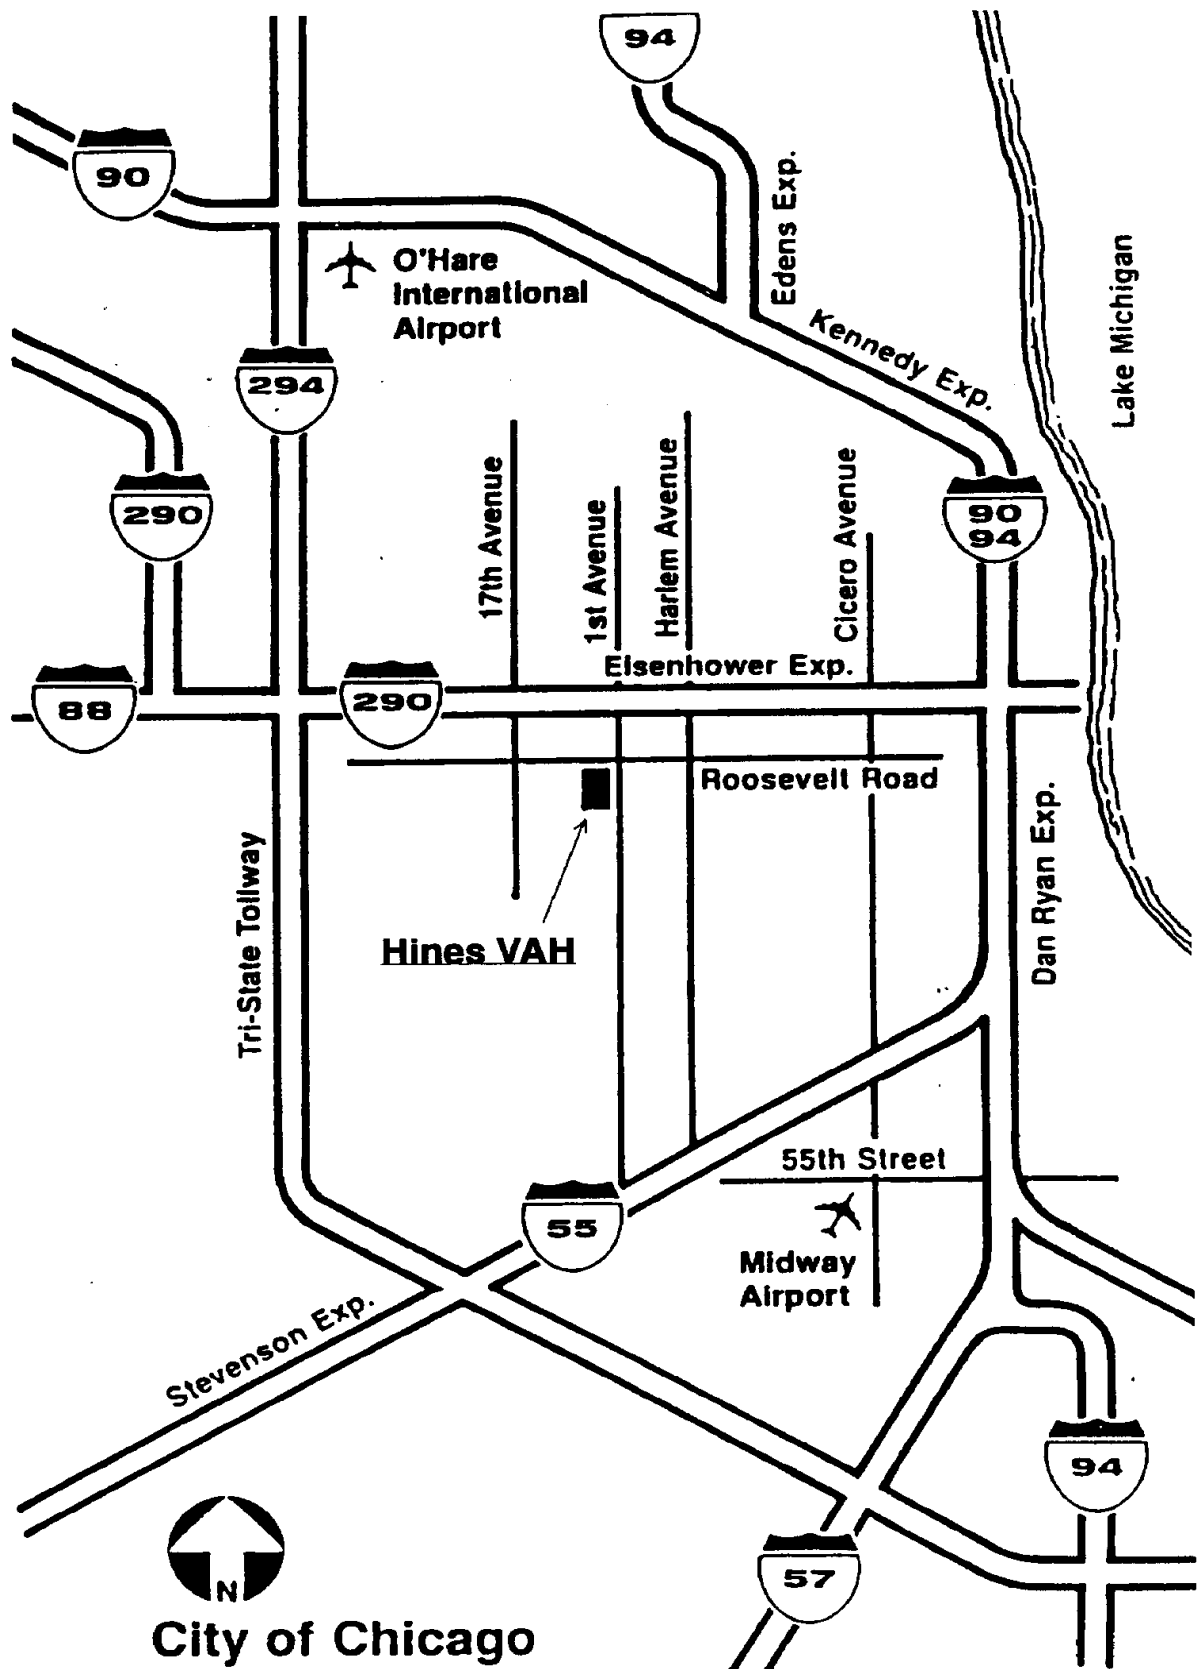 94
90
Edens Exp.
Lake Michigan
O'Hare
International
Airport
Kennedy Exp.
294
290
90
94
17th Avenue
1st Avenue
Harlem Avenue
Cicero Avenue
Eisenhower Exp.
88
290
Roosevelt Road
Tri-State Tollway
Dan Ryan Exp.
Hines VAH
55th Street
55
Midway
Airport
Stevenson Exp.
94
57
N
City of Chicago